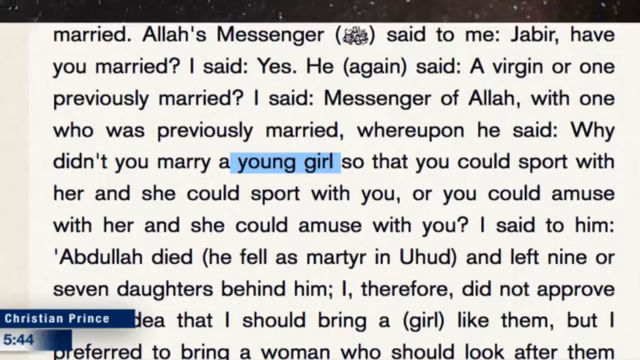 married. Allah's Messenger (ﷺ) said to me: Jabir, have
you married? I said: Yes. He (again) said: A virgin or one
previously married? I said: Messenger of Allah, with one
who was previously married, whereupon he said: Why
didn't you marry a young girl so that you could sport with
her and she could sport with you, or you could amuse
with her and she could amuse with you? I said to him:
'Abdullah died (he fell as martyr in Uhud) and left nine or
seven daughters behind him; I, therefore, did not approve
dea that I should bring a (girl) like them, but I
preferred to bring a woman who should look after them
Christian Prince
5:44